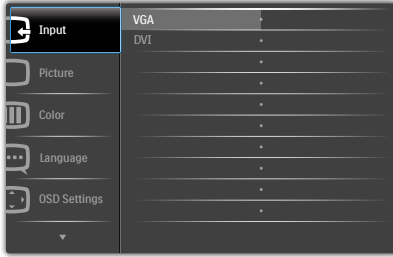 Input
Picture
Color
Language
OSD Settings
VGA
DVI